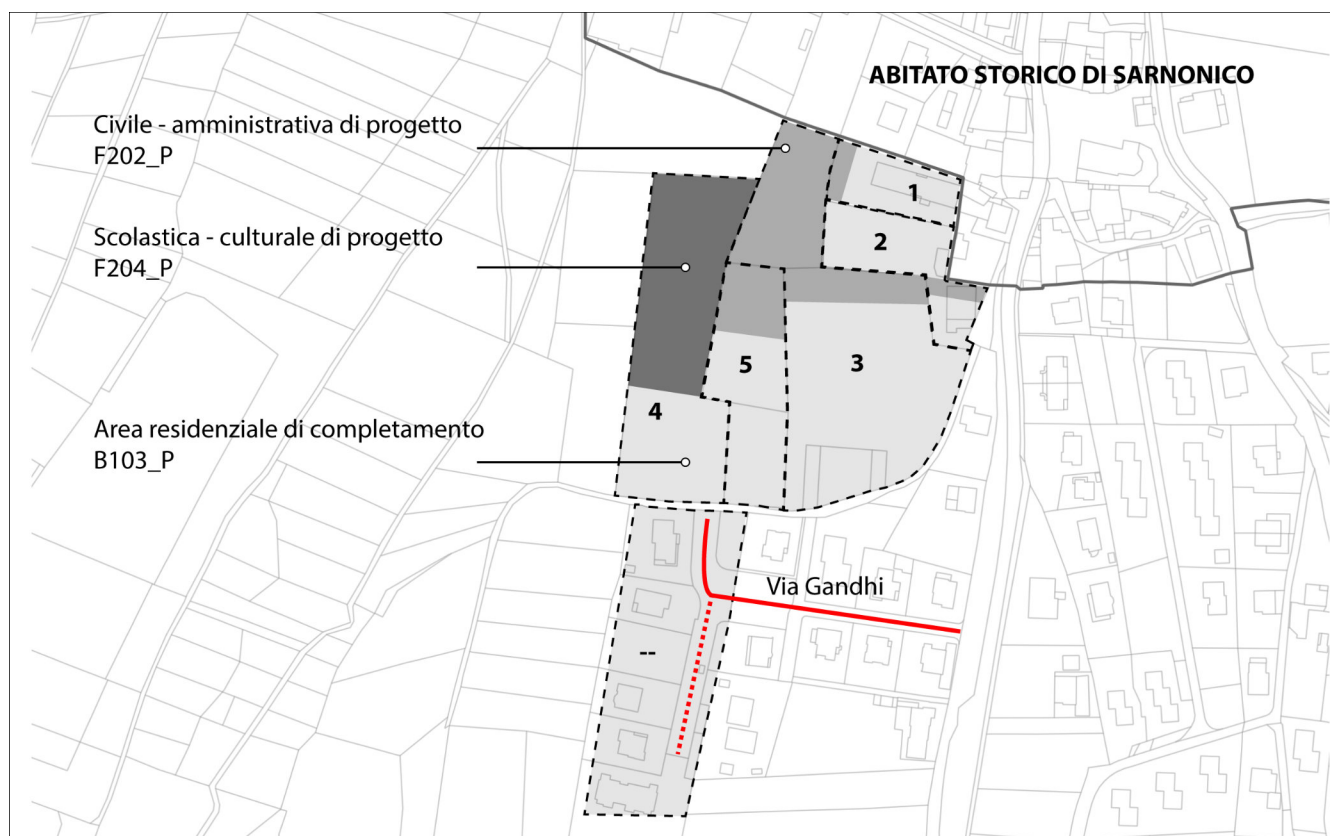 ABITATO STORICO DI SARNONICO
Civile - amministrativa di progetto
F202_P
1
Scolastica - culturale di progetto
F204_P
2
5
3
4
Area residenziale di completamento
B103_P
Via Gandhi
--